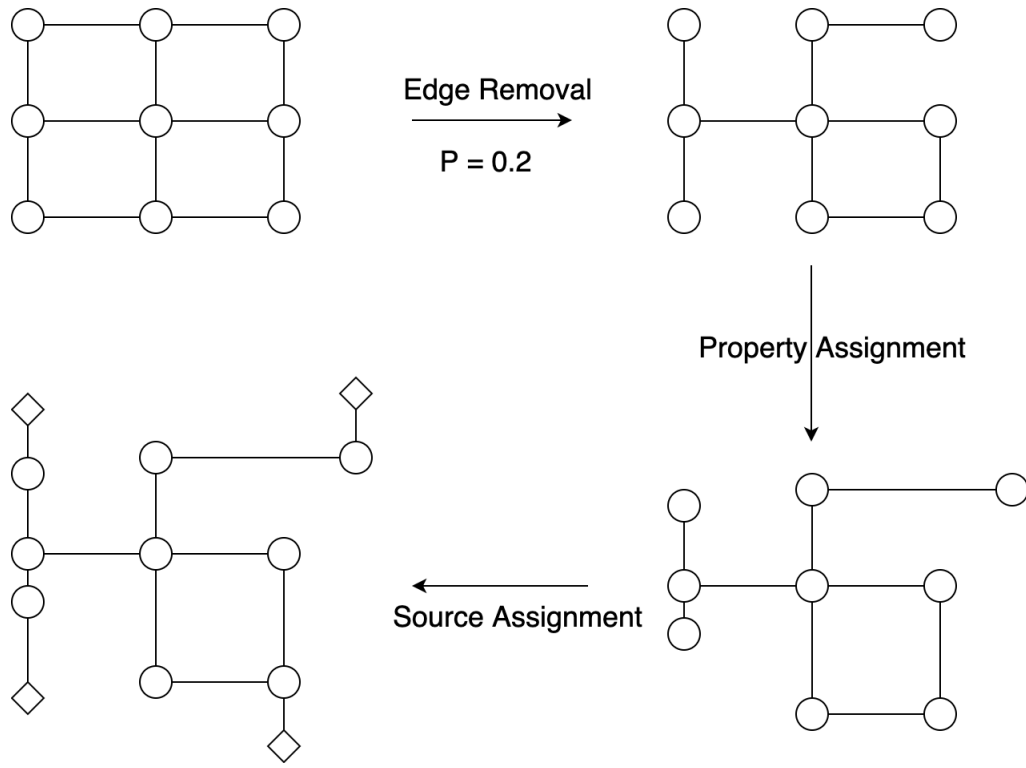 Edge Removal
P = 0.2
Property Assignment
Source Assignment